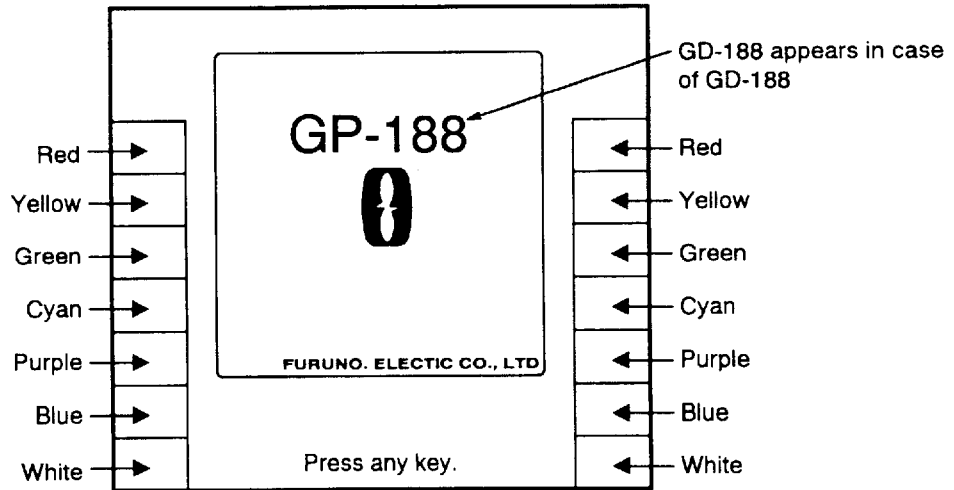 GD-188 appears in case
of GD-188
GP-188
Red
Yellow
Green
Cyan
Purple
Blue
White
Red
Yellow
Green
Cyan
Purple
Blue
White
FURUNO. ELECTIC CO., LTD
Press any key.